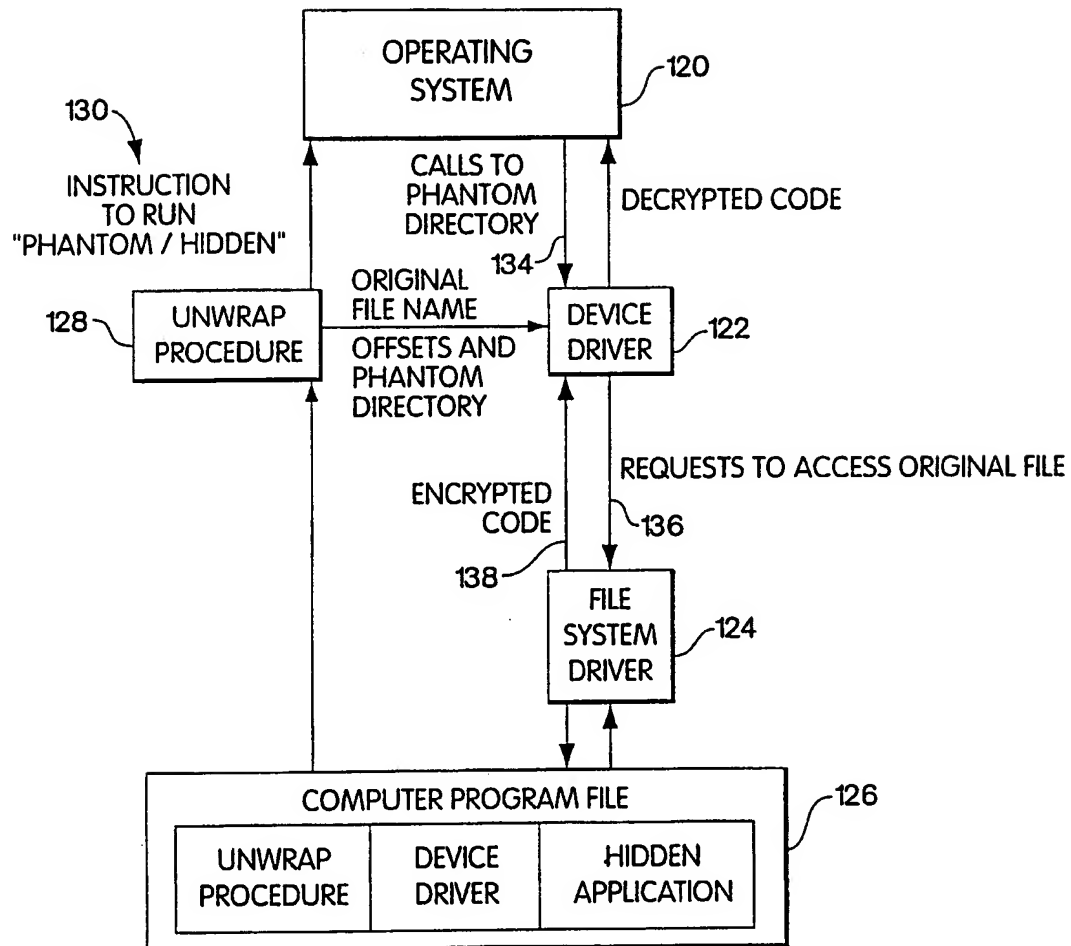 OPERATING
SYSTEM
120
130
INSTRUCTION
TO RUN
"PHANTOM / HIDDEN"
CALLS TO
PHANTOM
DIRECTORY
134
DECRYPTED CODE
128
UNWRAP
PROCEDURE
ORIGINAL
FILE NAME
OFFSETS AND
PHANTOM
DIRECTORY
DEVICE
DRIVER
122
ENCRYPTED
CODE
138
REQUESTS TO ACCESS ORIGINAL FILE
136
FILE
SYSTEM
DRIVER
124
COMPUTER PROGRAM FILE
126
UNWRAP
PROCEDURE
DEVICE
DRIVER
HIDDEN
APPLICATION